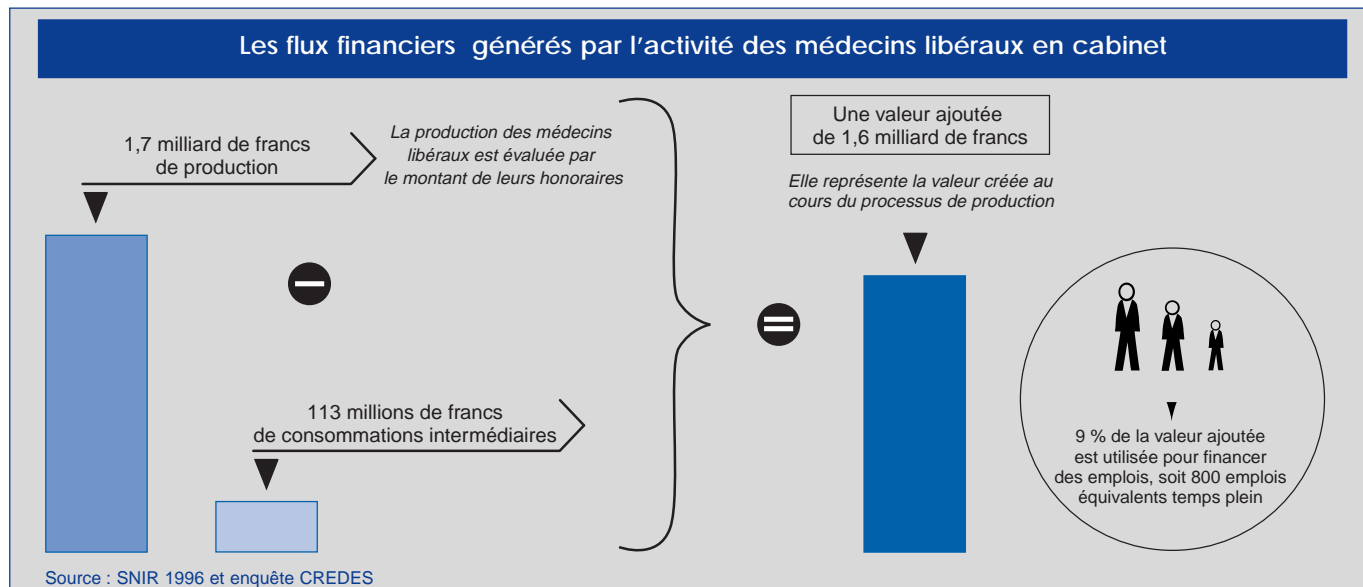 Les flux financiers générés par l'activité des médecins libéraux en cabinet
1,7 milliard de francs
de production
La production des médecins
libéraux est évaluée par
le montant de leurs honoraires
113 millions de francs
de consommations intermédiaires
Une valeur ajoutée
de 1,6 milliard de francs
Elle représente la valeur créée au
cours du processus de production
9 % de la valeur ajoutée
est utilisée pour financer
des emplois, soit 800 emplois
équivalents temps plein
Source : SNIR 1996 et enquête CREDES